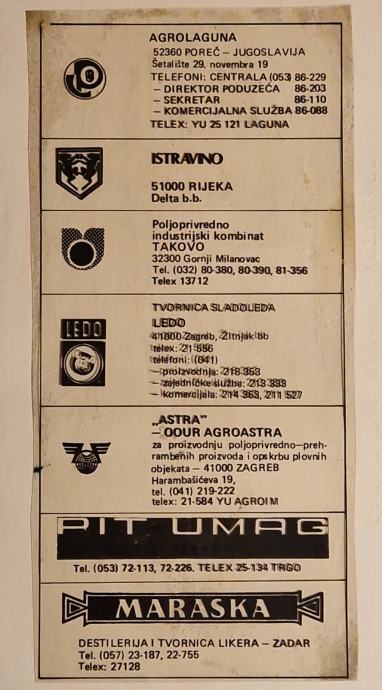 AGROLAGUNA
52360 POREČ – JUGOSLAVIJA
Šetalište 29. novembra 19
TELEFONI: CENTRALA (053) 86-229
– DIREKTOR PODUZEĆA 86-203
– SEKRETAR 86-110
– KOMERCIJALNA SLUŽBA 86-088
TELEX: YU 25 121 LAGUNA
ISTRAVINO
51000 RIJEKA
Delta b.b.
Poljoprivredno
industrijski kombinat
TAKOVO
32300 Gornji Milanovac
Tel. (032) 80-380, 80-390, 81-356
Telex 13712
LEDO
TVORNICA SLADOLEDA
LEDO
41000 Zagreb, Žitnjak bb
telex: 21-556
telefoni: (041)
– proizvodnja: 218-353
– zajedničke službe: 213 333
– komercijala: 214 363, 211 527
„ASTRA”
– OOUR AGROASTRA
za proizvodnju poljoprivredno–preh-
rambenih proizvoda i opskrbu plovnih
objekata – 41000 ZAGREB
Harambašićeva 19,
tel. (041) 219-222
telex: 21-584 YU AGROIM
PIT UMAG
Tel. (053) 72-113, 72-226. TELEX 25-134 TRGO
MARASKA
DESTILERIJA I TVORNICA LIKERA – ZADAR
Tel. (057) 23-187, 22-755
Telex: 27128